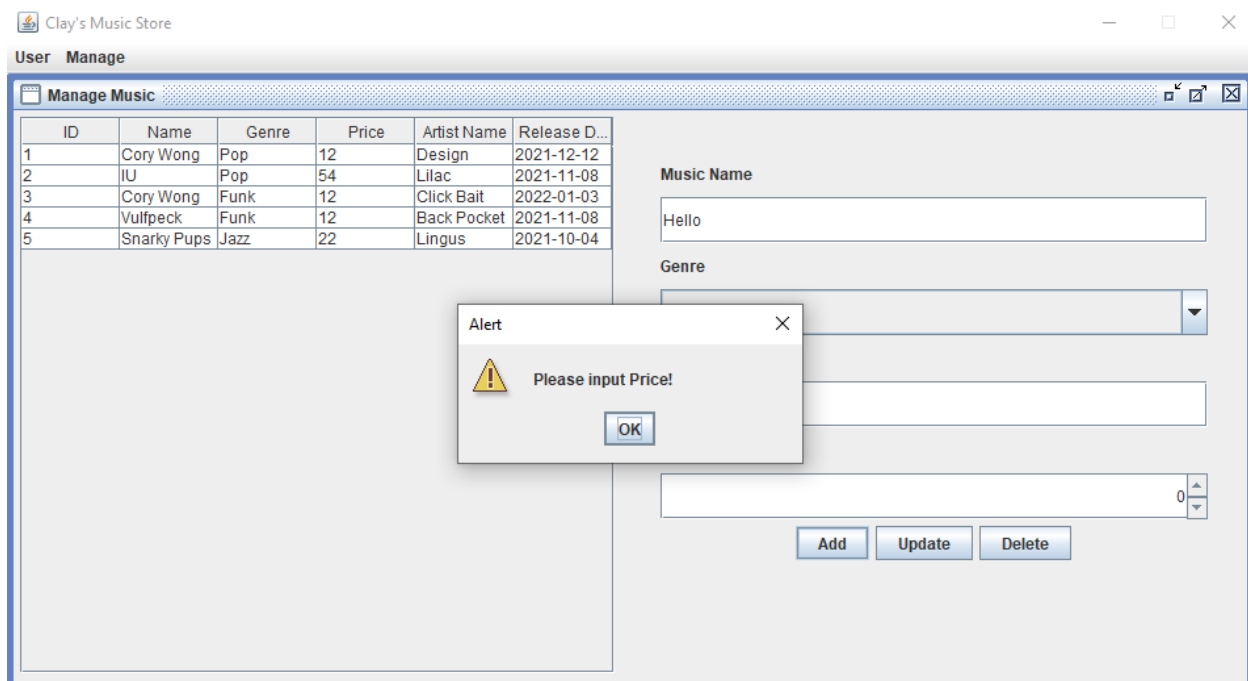 Clay's Music Store
User Manage
Manage Music
ID Name Genre Price Artist Name Release D...
1 Cory Wong Pop 12 Design 2021-12-12
2 IU Pop 54 Lilac 2021-11-08
3 Cory Wong Funk 12 Click Bait 2022-01-03
4 Vulfpeck Funk 12 Back Pocket 2021-11-08
5 Snarky Pups Jazz 22 Lingus 2021-10-04
Music Name
Hello
Genre
Alert
Please input Price!
OK
0
Add Update Delete